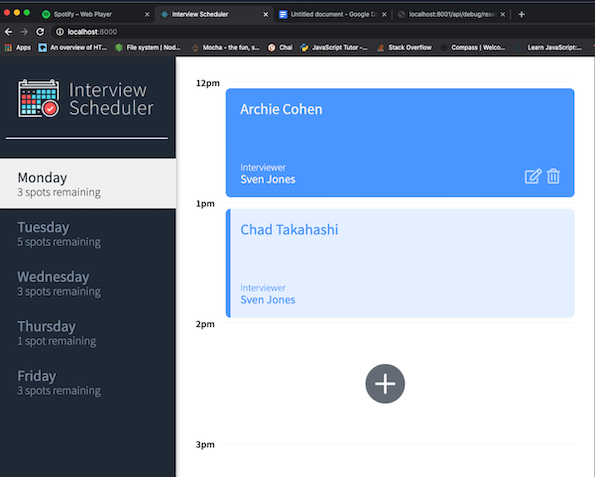 Spotify – Web Player
Interview Scheduler
Untitled document - Google D
localhost:8001/api/debug/rese
localhost:8000
Apps
An overview of HT...
File system | Nod...
Mocha - the fun, s...
Chai
JavaScript Tutor -...
Stack Overflow
Compass | Welco...
Learn JavaScript:...
Interview
Scheduler
Monday
3 spots remaining
Tuesday
5 spots remaining
Wednesday
3 spots remaining
Thursday
1 spot remaining
Friday
3 spots remaining
12pm
Archie Cohen
Interviewer
Sven Jones
1pm
Chad Takahashi
Interviewer
Sven Jones
2pm
3pm